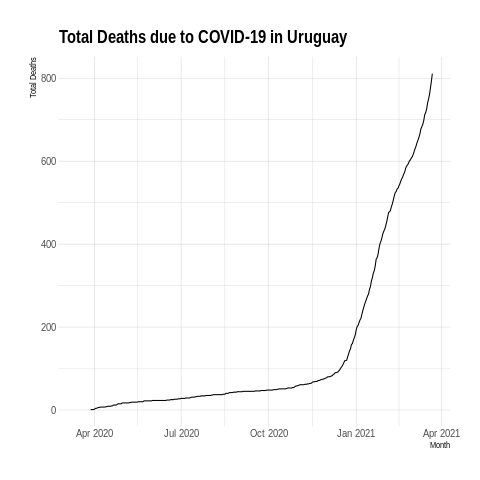 Total Deaths due to COVID-19 in Uruguay
Total Deaths
800
600
400
200
0
Apr 2020 Jul 2020 Oct 2020 Jan 2021 Apr 2021
Month